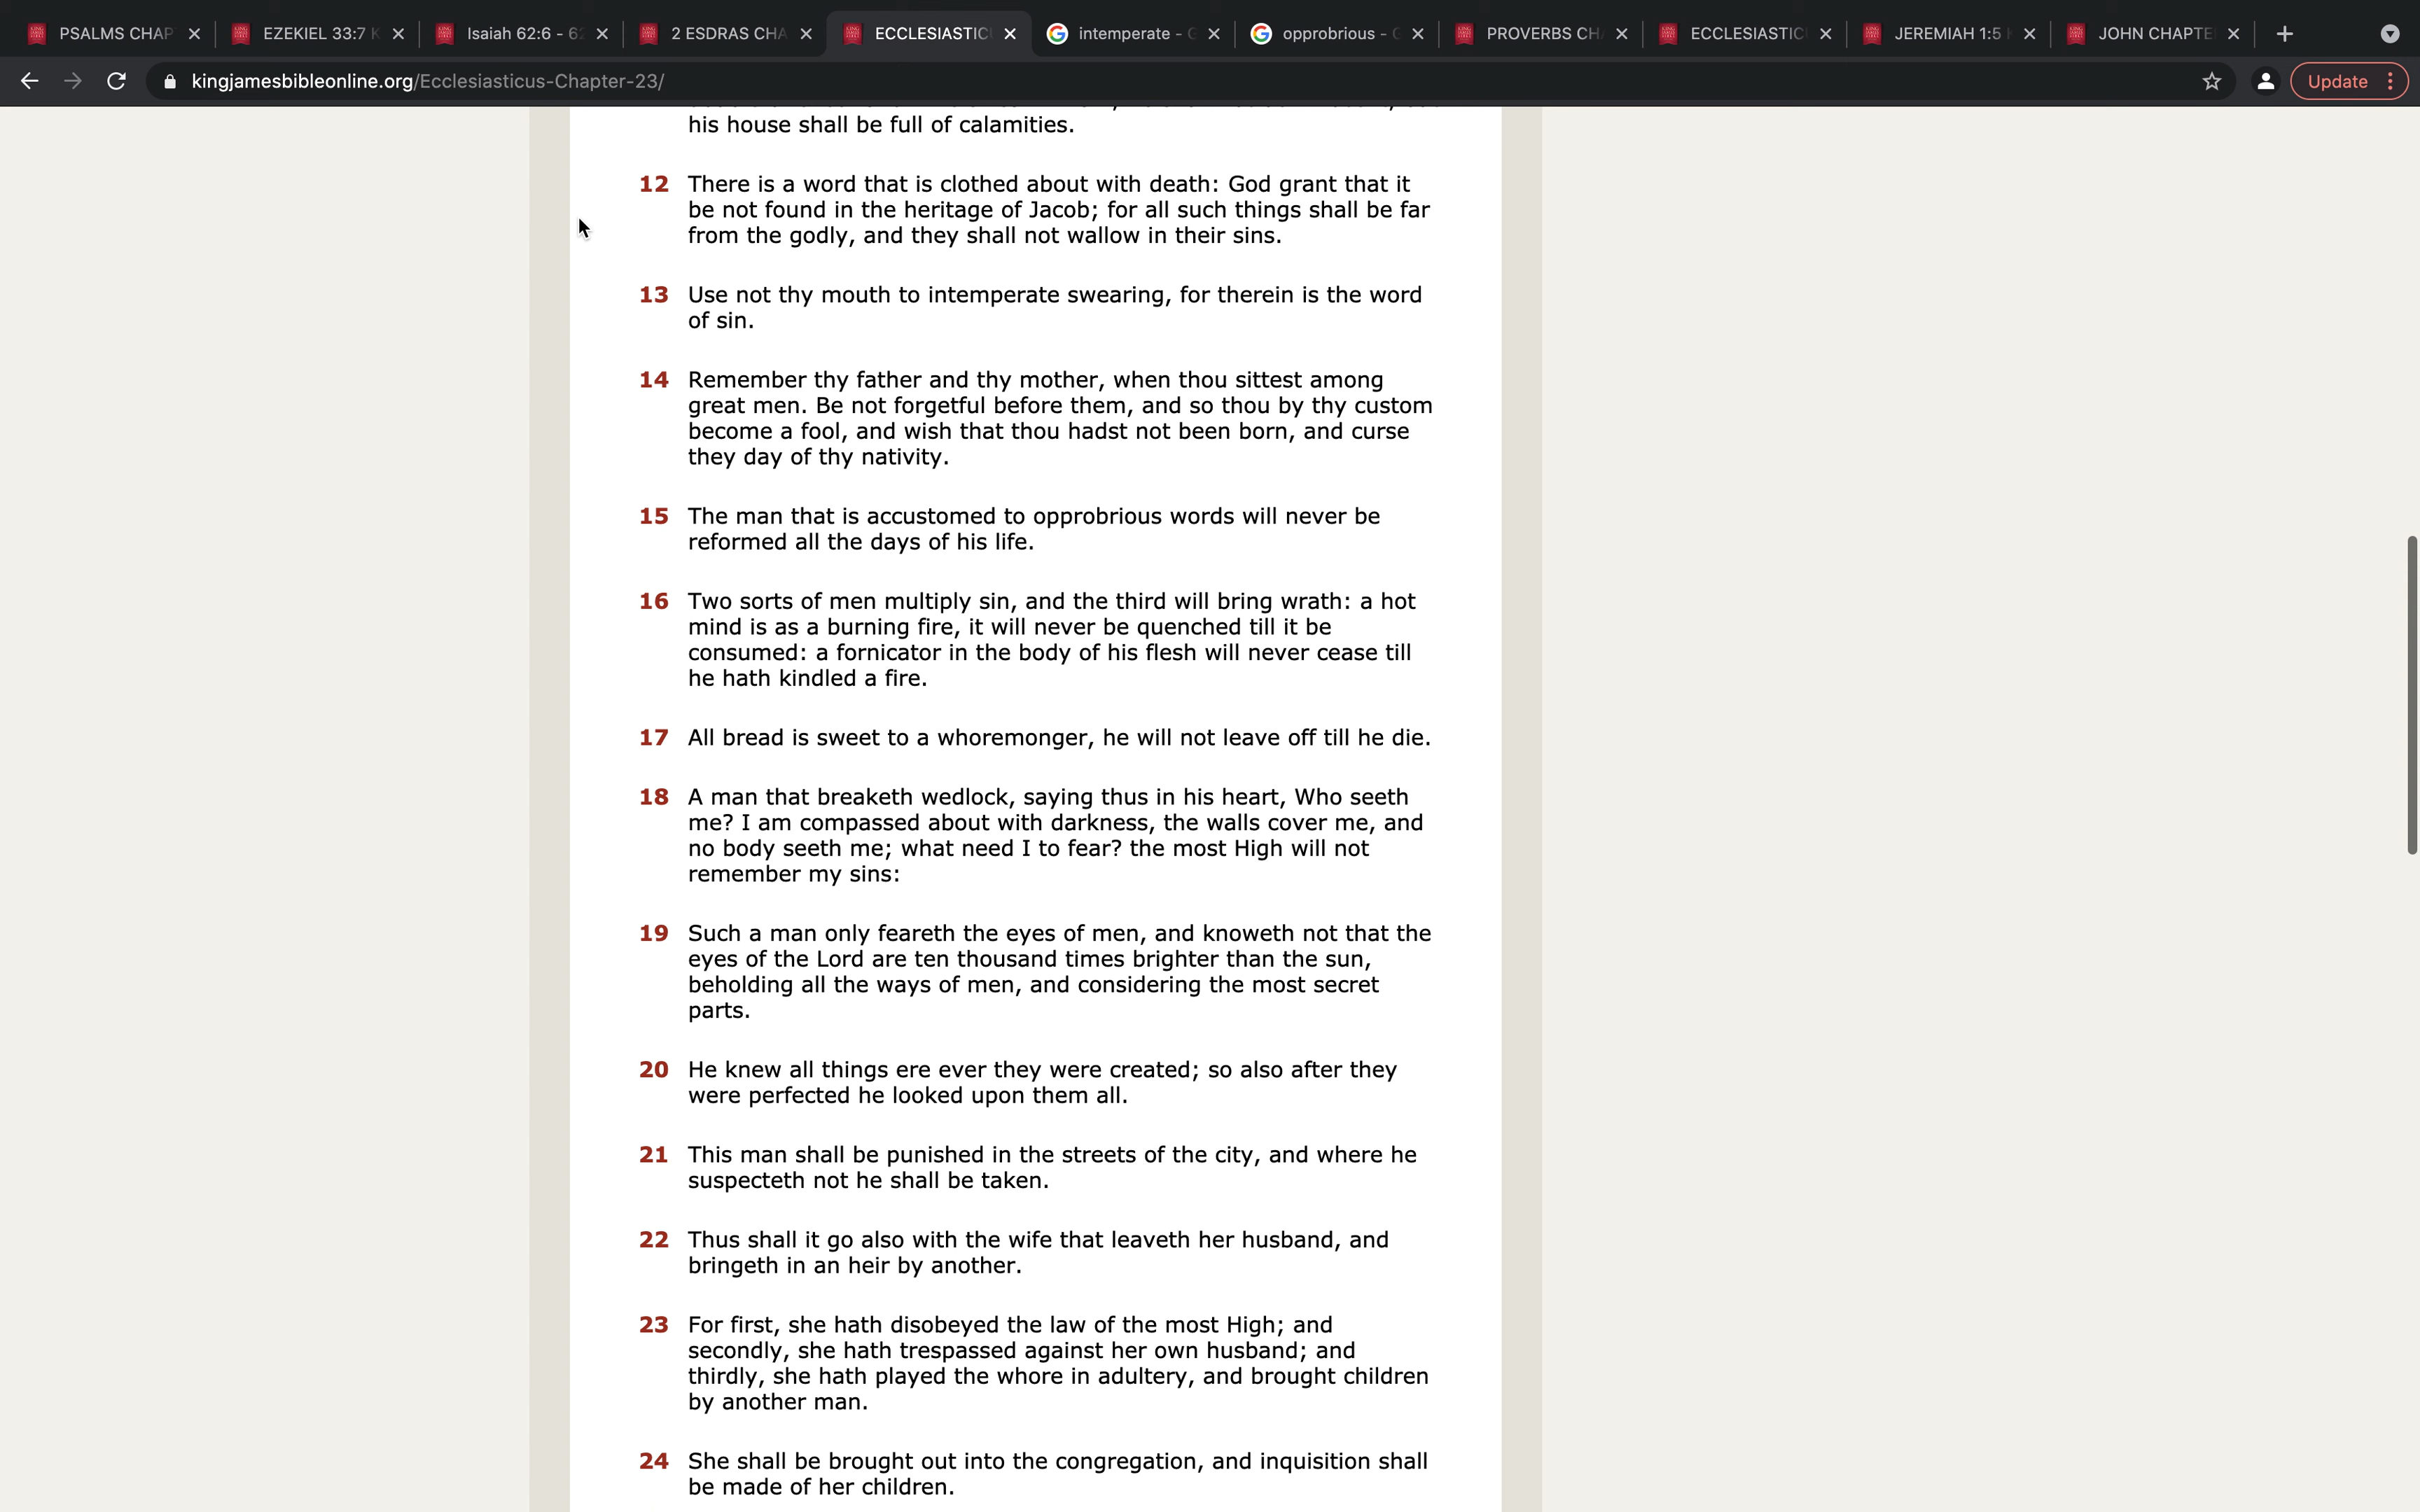 PSALMS CHAP
EZEKIEL 33:7 K
Isaiah 62:6 - 62
2 ESDRAS CHA
ECCLESIASTIC
intemperate - G
opprobrious - G
PROVERBS CH
ECCLESIASTIC
JEREMIAH 1:5
JOHN CHAPTE
kingjamesbibleonline.org/Ecclesiasticus-Chapter-23/
Update
his house shall be full of calamities.
12 There is a word that is clothed about with death: God grant that it
be not found in the heritage of Jacob; for all such things shall be far
from the godly, and they shall not wallow in their sins.
13 Use not thy mouth to intemperate swearing, for therein is the word
of sin.
14 Remember thy father and thy mother, when thou sittest among
great men. Be not forgetful before them, and so thou by thy custom
become a fool, and wish that thou hadst not been born, and curse
they day of thy nativity.
15 The man that is accustomed to opprobrious words will never be
reformed all the days of his life.
16 Two sorts of men multiply sin, and the third will bring wrath: a hot
mind is as a burning fire, it will never be quenched till it be
consumed: a fornicator in the body of his flesh will never cease till
he hath kindled a fire.
17 All bread is sweet to a whoremonger, he will not leave off till he die.
18 A man that breaketh wedlock, saying thus in his heart, Who seeth
me? I am compassed about with darkness, the walls cover me, and
no body seeth me; what need I to fear? the most High will not
remember my sins:
19 Such a man only feareth the eyes of men, and knoweth not that the
eyes of the Lord are ten thousand times brighter than the sun,
beholding all the ways of men, and considering the most secret
parts.
20 He knew all things ere ever they were created; so also after they
were perfected he looked upon them all.
21 This man shall be punished in the streets of the city, and where he
suspecteth not he shall be taken.
22 Thus shall it go also with the wife that leaveth her husband, and
bringeth in an heir by another.
23 For first, she hath disobeyed the law of the most High; and
secondly, she hath trespassed against her own husband; and
thirdly, she hath played the whore in adultery, and brought children
by another man.
24 She shall be brought out into the congregation, and inquisition shall
be made of her children.